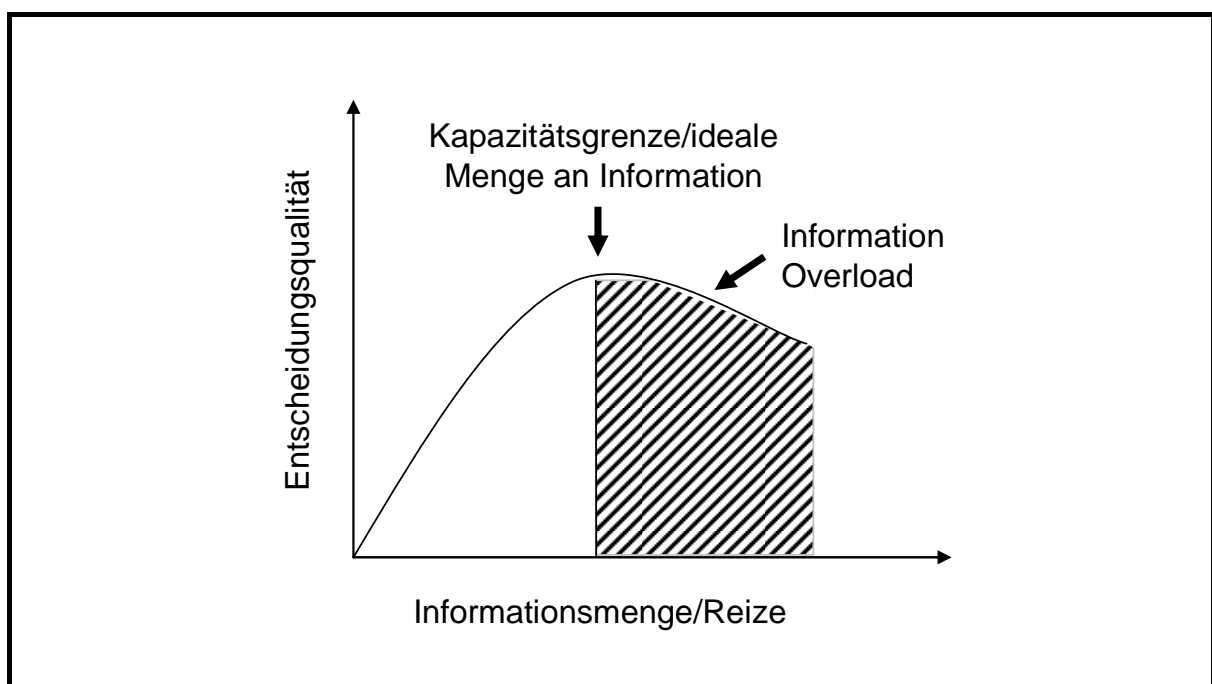 Kapazitätsgrenze/ideale
Menge an Information
Information
Overload
Entscheidungsqualität
Informationsmenge/Reize